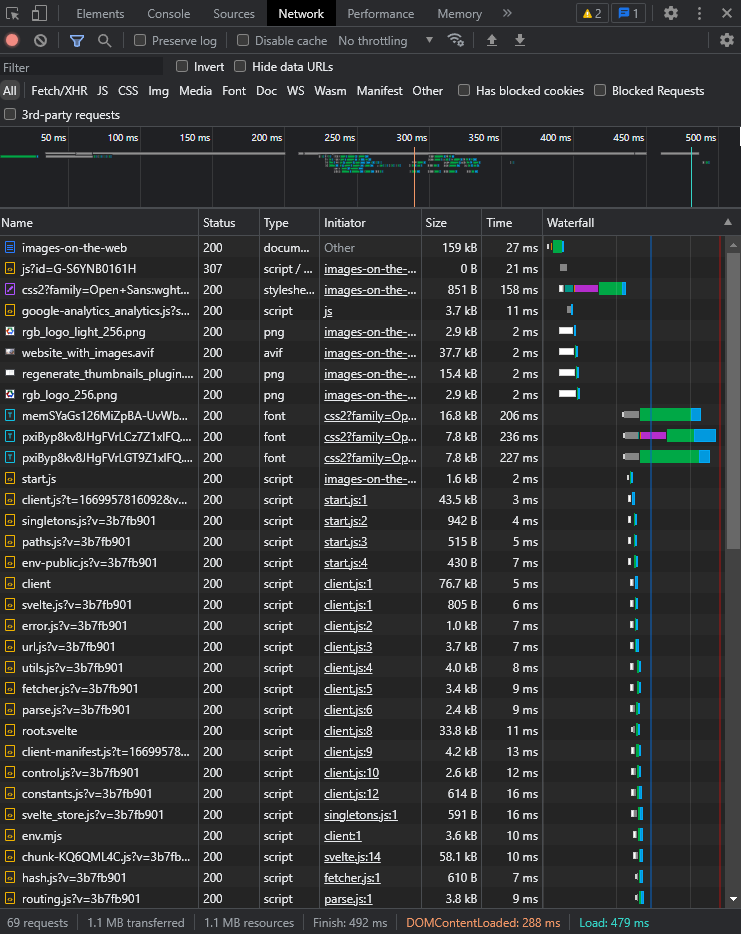 Elements Console Sources Network Performance Memory 2 1
Preserve log Disable cache No throttling
Filter Invert Hide data URLs
All Fetch/XHR JS CSS Img Media Font Doc WS Wasm Manifest Other Has blocked cookies Blocked Requests
3rd-party requests
50 ms 100 ms 150 ms 200 ms 250 ms 300 ms 350 ms 400 ms 450 ms 500 ms
Name Status Type Initiator Size Time Waterfall
images-on-the-web 200 docum... Other 159 kB 27 ms
js?id=G-S6YNB0161H 307 script / ... images-on-the-... 0 B 21 ms
css2?family=Open+Sans:wght... 200 styleshe... images-on-the-... 851 B 158 ms
google-analytics_analytics.js?s... 200 script js 3.7 kB 11 ms
rgb_logo_light_256.png 200 png images-on-the-... 2.9 kB 2 ms
website_with_images.avif 200 avif images-on-the-... 37.7 kB 2 ms
regenerate_thumbnails_plugin.... 200 png images-on-the-... 15.4 kB 2 ms
rgb_logo_256.png 200 png images-on-the-... 2.9 kB 2 ms
memSYaGs126MiZpBA-UvWb... 200 font css2?family=Op... 16.8 kB 206 ms
pxiByp8kv8JHgFVrLCz7Z1xlFQ.... 200 font css2?family=Op... 7.8 kB 236 ms
pxiByp8kv8JHgFVrLGT9Z1xlFQ.... 200 font css2?family=Op... 7.8 kB 227 ms
start.js 200 script images-on-the-... 1.6 kB 2 ms
client.js?t=1669957816092&v... 200 script start.js:1 43.5 kB 3 ms
singletons.js?v=3b7fb901 200 script start.js:2 942 B 4 ms
paths.js?v=3b7fb901 200 script start.js:3 515 B 5 ms
env-public.js?v=3b7fb901 200 script start.js:4 430 B 7 ms
client 200 script client.js:1 76.7 kB 5 ms
svelte.js?v=3b7fb901 200 script client.js:1 805 B 6 ms
error.js?v=3b7fb901 200 script client.js:2 1.0 kB 7 ms
url.js?v=3b7fb901 200 script client.js:3 3.7 kB 7 ms
utils.js?v=3b7fb901 200 script client.js:4 4.0 kB 8 ms
fetcher.js?v=3b7fb901 200 script client.js:5 3.4 kB 9 ms
parse.js?v=3b7fb901 200 script client.js:6 2.4 kB 9 ms
root.svelte 200 script client.js:8 33.8 kB 11 ms
client-manifest.js?t=16699578... 200 script client.js:9 4.2 kB 13 ms
control.js?v=3b7fb901 200 script client.js:10 2.6 kB 12 ms
constants.js?v=3b7fb901 200 script client.js:12 614 B 16 ms
svelte_store.js?v=3b7fb901 200 script singletons.js:1 591 B 16 ms
env.mjs 200 script client:1 3.6 kB 10 ms
chunk-KQ6QML4C.js?v=3b7fb... 200 script svelte.js:14 58.1 kB 10 ms
hash.js?v=3b7fb901 200 script fetcher.js:1 610 B 7 ms
routing.js?v=3b7fb901 200 script parse.js:1 3.8 kB 9 ms
69 requests 1.1 MB transferred 1.1 MB resources Finish: 492 ms DOMContentLoaded: 288 ms Load: 479 ms